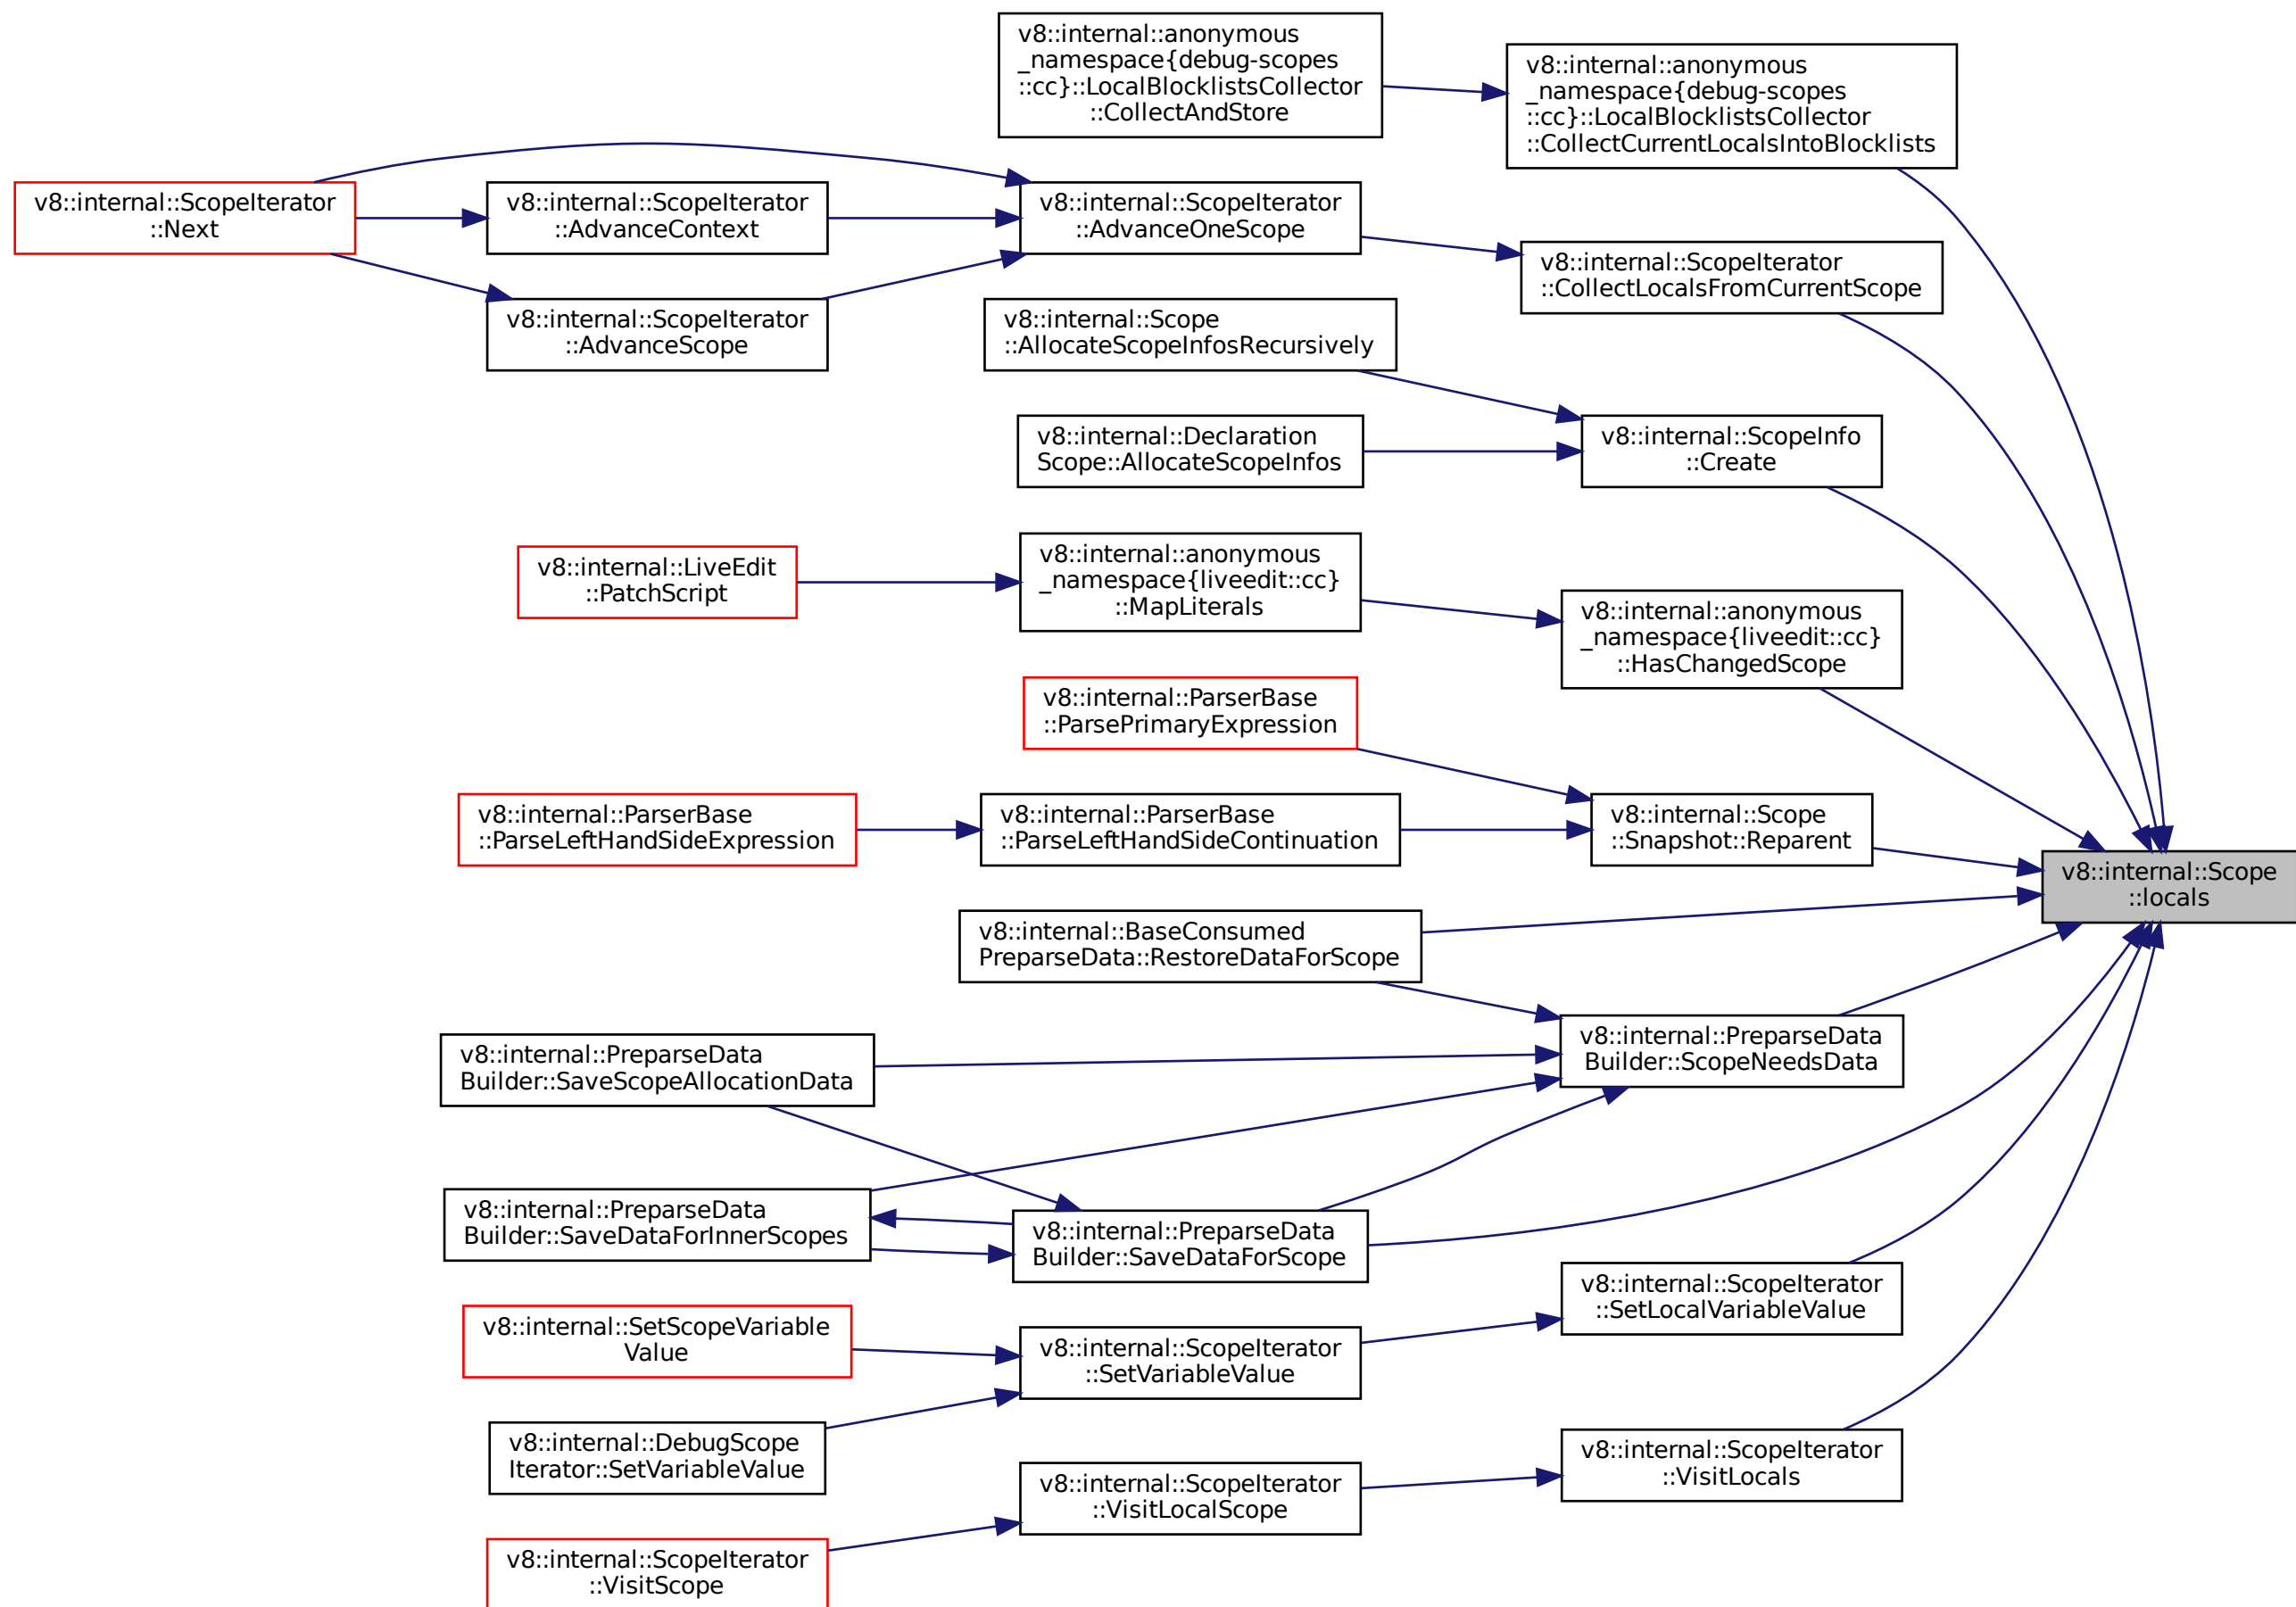 v8::internal::anonymous
_namespace{debug-scopes
::cc}::LocalBlocklistsCollector
::CollectAndStore
v8::internal::anonymous
_namespace{debug-scopes
::cc}::LocalBlocklistsCollector
::CollectCurrentLocalsIntoBlocklists
v8::internal::ScopeIterator
::Next
v8::internal::ScopeIterator
::AdvanceContext
v8::internal::ScopeIterator
::AdvanceOneScope
v8::internal::ScopeIterator
::CollectLocalsFromCurrentScope
v8::internal::ScopeIterator
::AdvanceScope
v8::internal::Scope
::AllocateScopeInfosRecursively
v8::internal::Declaration
Scope::AllocateScopeInfos
v8::internal::ScopeInfo
::Create
v8::internal::LiveEdit
::PatchScript
v8::internal::anonymous
_namespace{liveedit::cc}
::MapLiterals
v8::internal::anonymous
_namespace{liveedit::cc}
::HasChangedScope
v8::internal::ParserBase
::ParsePrimaryExpression
v8::internal::ParserBase
::ParseLeftHandSideExpression
v8::internal::ParserBase
::ParseLeftHandSideContinuation
v8::internal::Scope
::Snapshot::Reparent
v8::internal::Scope
::locals
v8::internal::BaseConsumed
PreparseData::RestoreDataForScope
v8::internal::PreparseData
Builder::SaveScopeAllocationData
v8::internal::PreparseData
Builder::ScopeNeedsData
v8::internal::PreparseData
Builder::SaveDataForInnerScopes
v8::internal::PreparseData
Builder::SaveDataForScope
v8::internal::ScopeIterator
::SetLocalVariableValue
v8::internal::SetScopeVariable
Value
v8::internal::ScopeIterator
::SetVariableValue
v8::internal::DebugScope
Iterator::SetVariableValue
v8::internal::ScopeIterator
::VisitLocals
v8::internal::ScopeIterator
::VisitLocalScope
v8::internal::ScopeIterator
::VisitScope